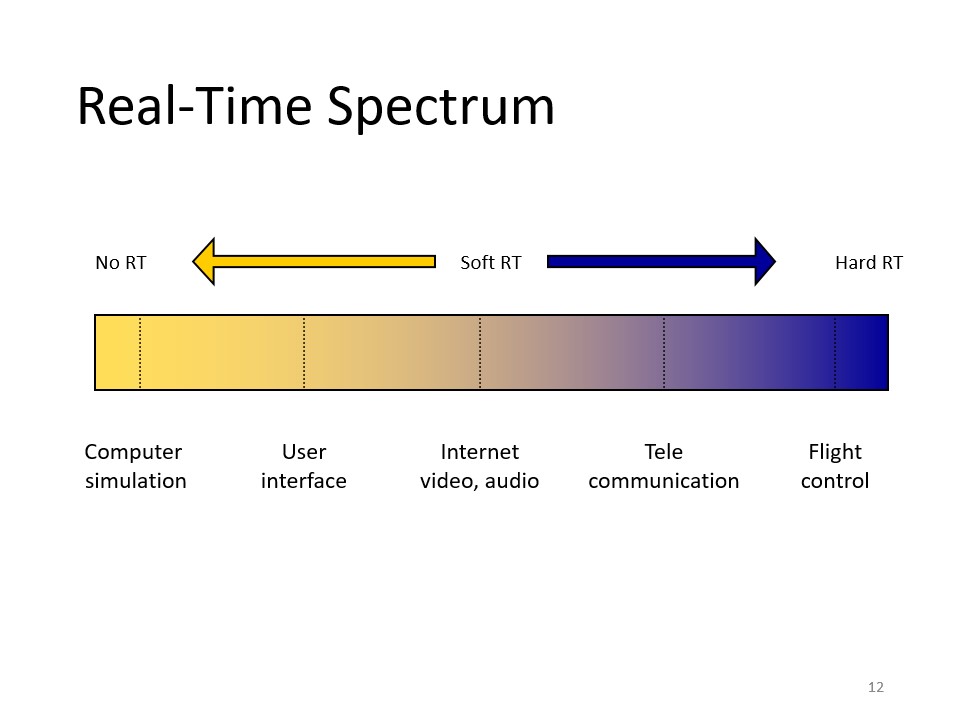 Real-Time Spectrum
No RT
Soft RT
Hard RT
Computer
simulation
User
interface
Internet
video, audio
Tele
communication
Flight
control
12